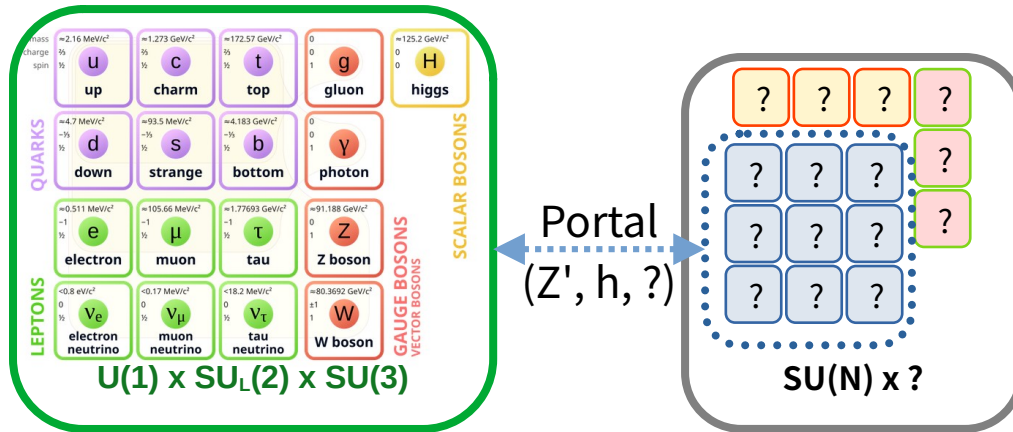 mass
charge
spin
≈2.16 MeV/c²
⅔
½
u
up
≈1.273 GeV/c²
⅔
½
c
charm
≈172.57 GeV/c²
⅔
½
t
top
0
0
1
g
gluon
≈125.2 GeV/c²
0
0
H
higgs
QUARKS
≈4.7 MeV/c²
−⅓
½
d
down
≈93.5 MeV/c²
−⅓
½
s
strange
≈4.183 GeV/c²
−⅓
½
b
bottom
0
0
1
γ
photon
SCALAR BOSONS
LEPTONS
≈0.511 MeV/c²
−1
½
e
electron
≈105.66 MeV/c²
−1
½
μ
muon
≈1.77693 GeV/c²
−1
½
τ
tau
≈91.188 GeV/c²
0
1
Z
Z boson
GAUGE BOSONS
VECTOR BOSONS
<0.8 eV/c²
0
½
νe
electron
neutrino
<0.17 MeV/c²
0
½
νμ
muon
neutrino
<18.2 MeV/c²
0
½
ντ
tau
neutrino
≈80.3692 GeV/c²
±1
1
W
W boson
U(1) x SUL(2) x SU(3)
Portal
(Z', h, ?)
? ? ? ?
? ? ? ?
? ? ? ?
? ? ?
SU(N) x ?